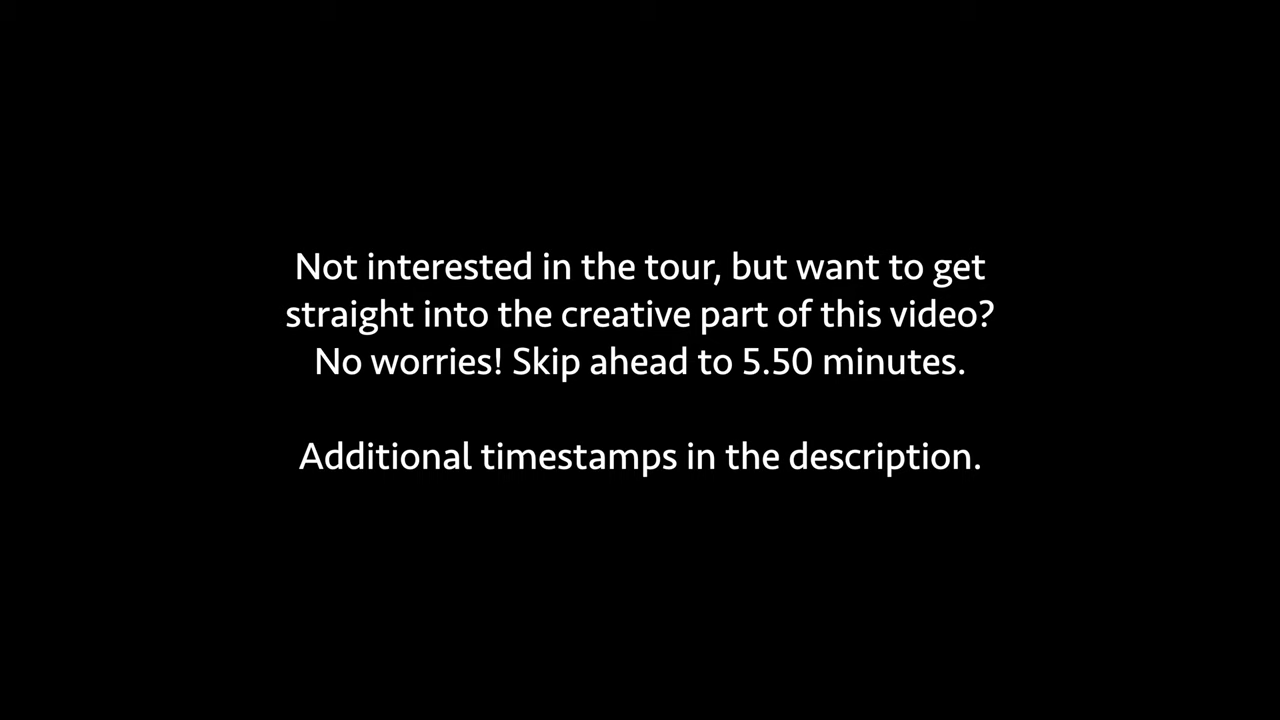 Not interested in the tour, but want to get
straight into the creative part of this video?
No worries! Skip ahead to 5.50 minutes.
Additional timestamps in the description.